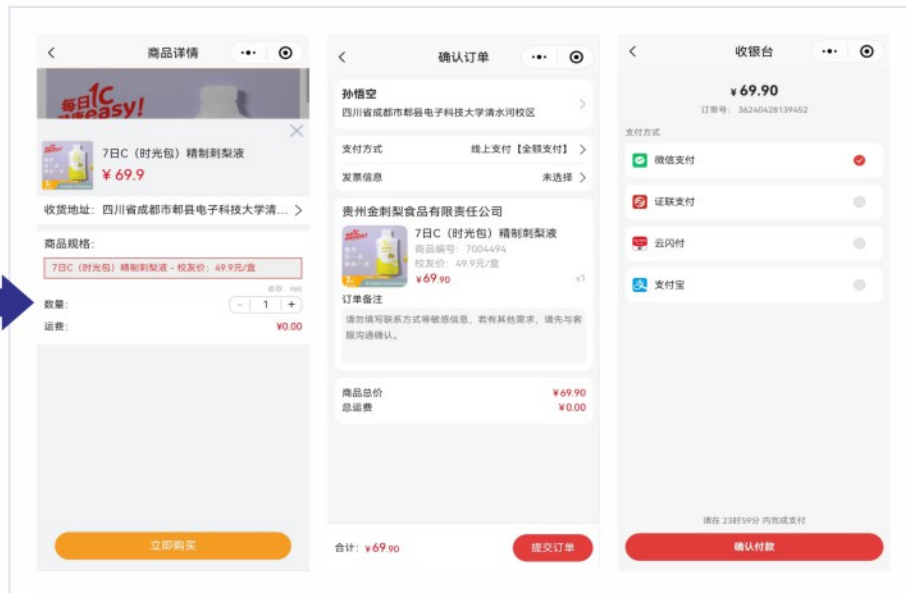 商品详情
每日1C
健康easy!
7日C（时光包）精制刺梨液
¥ 69.9
收货地址： 四川省成都市郫县电子科技大学清... >
商品规格：
7日C（时光包）精制刺梨液 - 校友价：49.9元/盒
库存: 980
数量：
- 1 +
运费：
¥0.00
立即购买
确认订单
孙悟空
四川省成都市郫县电子科技大学清水河校区
支付方式
线上支付【全额支付】 >
发票信息
未选择 >
贵州金刺梨食品有限责任公司
7日C（时光包）精制刺梨液
商品编号：7004494
校友价：49.9元/盒
¥69.90
x1
订单备注
请勿填写联系方式等敏感信息，若有其他需求，请先与客
服沟通确认。
商品总价
¥69.90
总运费
¥0.00
合计：¥69.90
提交订单
收银台
¥69.90
订单号： 36240428139452
支付方式
微信支付
证联支付
云闪付
支付宝
请在 23时59分 内完成支付
确认付款